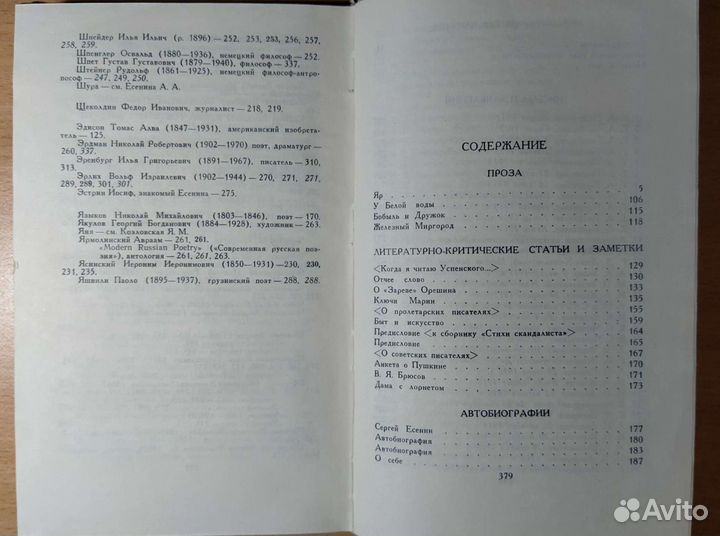 Шнейдер Илья Ильич (р. 1896) — 252, 253, 253, 256, 257,
258, 259.
Шпенглер Освальд (1880—1936), немецкий философ — 252.
Шпет Густав Густавович (1879—1940), философ — 337.
Штейнер Рудольф (1861—1925), немецкий философ-антро-
пософ — 247, 249, 250.
Шура — см. Есенина А. А.
Щеколдин Федор Иванович, журналист — 218, 219.
Эдисон Томас Алва (1847—1931), американский изобрета-
тель — 125.
Эрдман Николай Робертович (1902—1970) поэт, драматург —
260, 337.
Эренбург Илья Григорьевич (1891—1967), писатель — 310,
313.
Эрлих Вольф Израилевич (1902—1944) — 270, 271, 271,
289, 289, 301, 301.
Эстрин Иосиф, знакомый Есенина — 275.
Языков Николай Михайлович (1803—1846), поэт — 170.
Якулов Георгий Богданович (1884—1928), художник — 263.
Яня — см. Козловская Я. М.
Ярмолинский Авраам — 261, 261.
«Modern Russian Poetry» («Современная русская поэ-
зия»), антология — 261, 261, 263.
Ясинский Иероним Иеронимович (1850—1931) — 230, 230,
231, 235.
Яшвили Паоло (1895—1937), грузинский поэт — 288, 288.
СОДЕРЖАНИЕ
ПРОЗА
Яр . . . . . . . . . . 5
У Белой воды . . . . . . . . . . 106
Бобыль и Дружок . . . . . . . . . . 115
Железный Миргород . . . . . . . . . . 118
ЛИТЕРАТУРНО-КРИТИЧЕСКИЕ СТАТЬИ И ЗАМЕТКИ
<Когда я читаю Успенского...> . . . . . . . . . . 129
Отчее слово . . . . . . . . . . 130
О «Зареве» Орешина . . . . . . . . . . 133
Ключи Марии . . . . . . . . . . 135
<О пролетарских писателях> . . . . . . . . . . 155
Быт и искусство . . . . . . . . . . 159
Предисловие <к сборнику «Стихи скандалиста»> . . . . . 164
Предисловие . . . . . . . . . . 165
<О советских писателях> . . . . . . . . . . 167
Анкета о Пушкине . . . . . . . . . . 170
В. Я. Брюсов . . . . . . . . . . 171
Дама с лорнетом . . . . . . . . . . 173
АВТОБИОГРАФИИ
Сергей Есенин . . . . . . . . . . 177
Автобиография . . . . . . . . . . 180
Автобиография . . . . . . . . . . 183
О себе . . . . . . . . . . 187
379
Avito